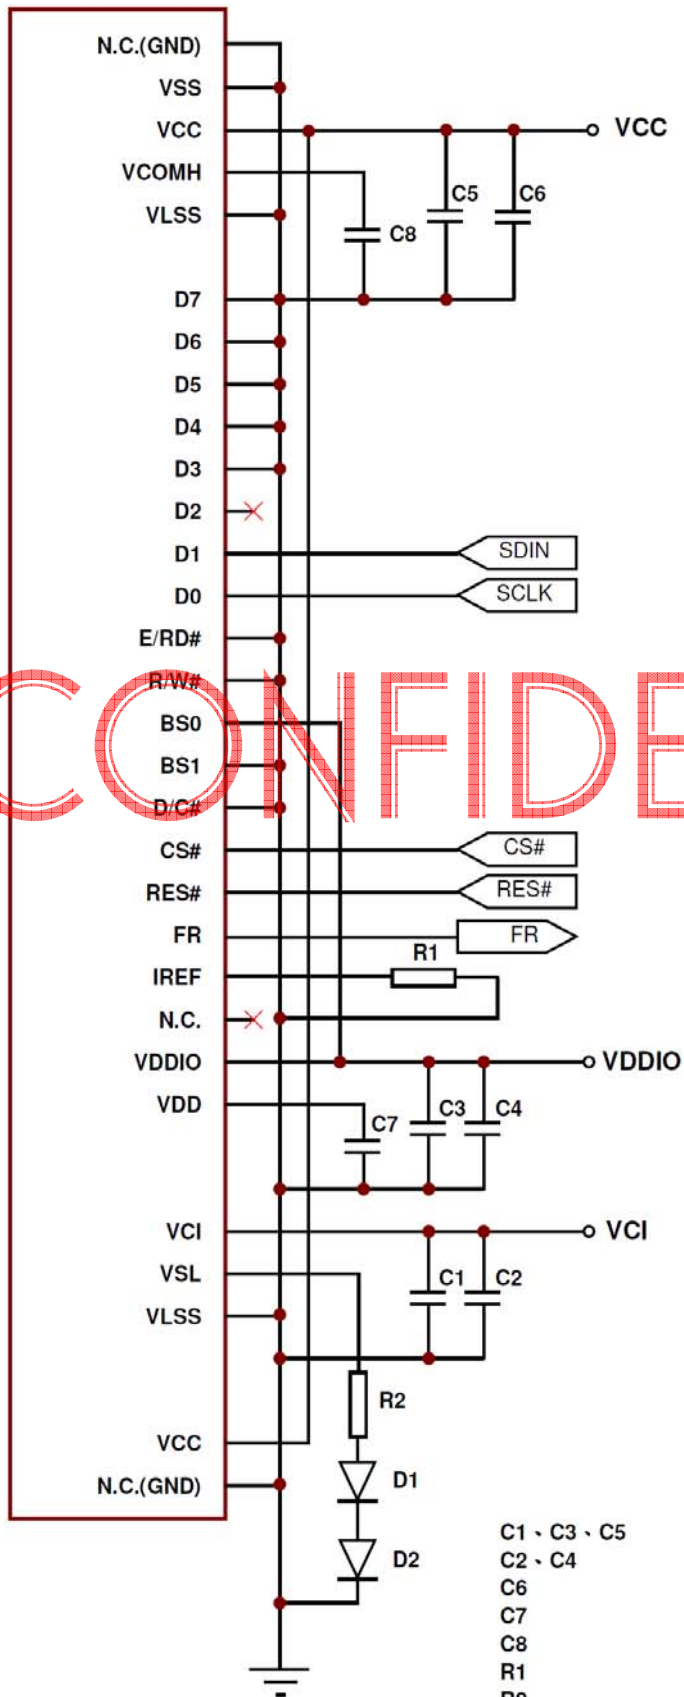 N.C.(GND)
VSS
VCC VCC
VCOMH
C5 C6
VLSS
C8
D7
D6
D5
D4
D3
D2
D1 SDIN
D0 SCLK
E/RD#
R/W#
BS0
CONFIDE
BS1
D/C#
CS# CS#
RES# RES#
FR FR
R1
IREF
N.C.
VDDIO VDDIO
VDD C3 C4
C7
VCI VCI
VSL C1 C2
VLSS
R2
VCC
N.C.(GND) D1
C1、C3、C5
C2、C4
D2
C6
C7
C8
R1
R2